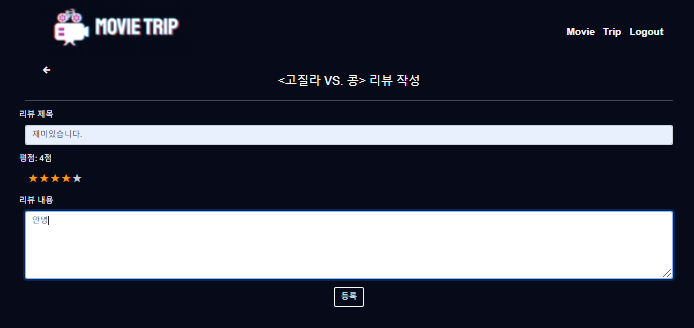 MOVIE TRIP
Movie Trip Logout
<고질라 VS. 콩> 리뷰 작성
리뷰 제목
재미있습니다.
평점: 4점
리뷰 내용
안녕
등록